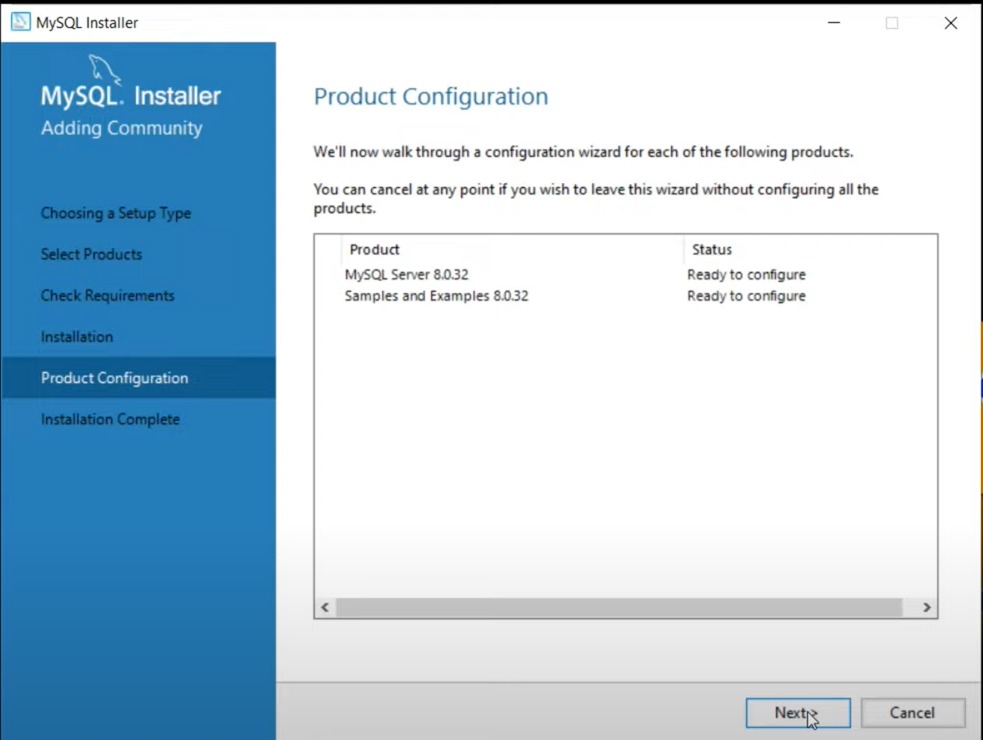 MySQL Installer
MySQL. Installer
Adding Community
Choosing a Setup Type
Select Products
Check Requirements
Installation
Product Configuration
Installation Complete
Product Configuration
We'll now walk through a configuration wizard for each of the following products.
You can cancel at any point if you wish to leave this wizard without configuring all the
products.
Product Status
MySQL Server 8.0.32 Ready to configure
Samples and Examples 8.0.32 Ready to configure
Next > Cancel